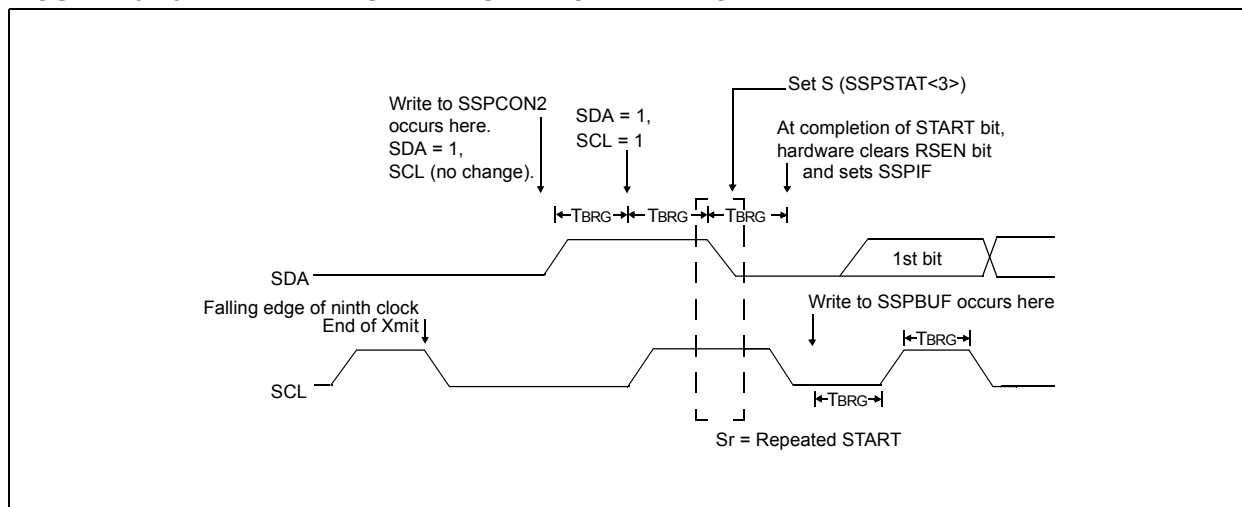 Set S (SSPSTAT<3>)
Write to SSPCON2
occurs here.
SDA = 1,
SCL (no change).
SDA = 1,
SCL = 1
At completion of START bit,
hardware clears RSEN bit
and sets SSPIF
TBRG
TBRG
TBRG
SDA
1st bit
Falling edge of ninth clock
End of Xmit
Write to SSPBUF occurs here
TBRG
SCL
TBRG
Sr = Repeated START